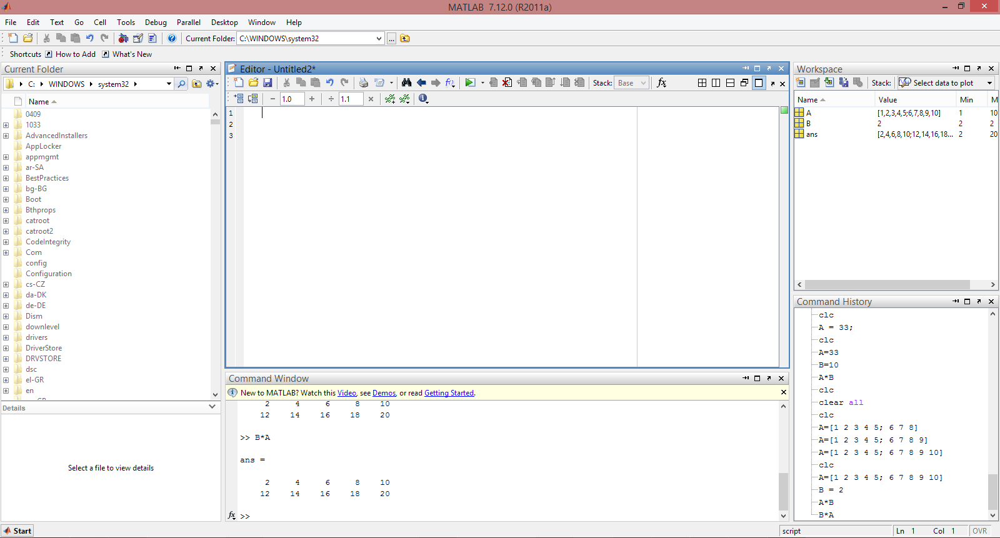 MATLAB 7.12.0 (R2011a)
File Edit Text Go Cell Tools Debug Parallel Desktop Window Help
Current Folder: C:\WINDOWS\system32 ...
Shortcuts How to Add What's New
Current Folder
C: WINDOWS system32
Name
0409
1033
AdvancedInstallers
AppLocker
appmgmt
ar-SA
BestPractices
bg-BG
Boot
Bthprops
catroot
catroot2
CodeIntegrity
Com
config
Configuration
cs-CZ
da-DK
de-DE
Dism
downlevel
drivers
DriverStore
DRVSTORE
dsc
el-GR
en
Details
Select a file to view details
Editor - Untitled2*
Stack: Base fx
− 1.0 + ÷ 1.1 ×
1
2
3
Command Window
New to MATLAB? Watch this Video, see Demos, or read Getting Started.
2 4 6 8 10
12 14 16 18 20
>> B*A
ans =
2 4 6 8 10
12 14 16 18 20
fx >>
Workspace
Stack: Select data to plot
Name Value Min M
A [1,2,3,4,5;6,7,8,9,10] 1 10
B 2 2 2
ans [2,4,6,8,10;12,14,16,18... 2 20
Command History
clc
A = 33;
clc
A=33
B=10
A*B
clc
clear all
clc
A=[1 2 3 4 5; 6 7 8]
A=[1 2 3 4 5; 6 7 8 9]
A=[1 2 3 4 5; 6 7 8 9 10]
clc
A=[1 2 3 4 5; 6 7 8 9 10]
B = 2
A*B
B*A
Start
script Ln 1 Col 1 OVR